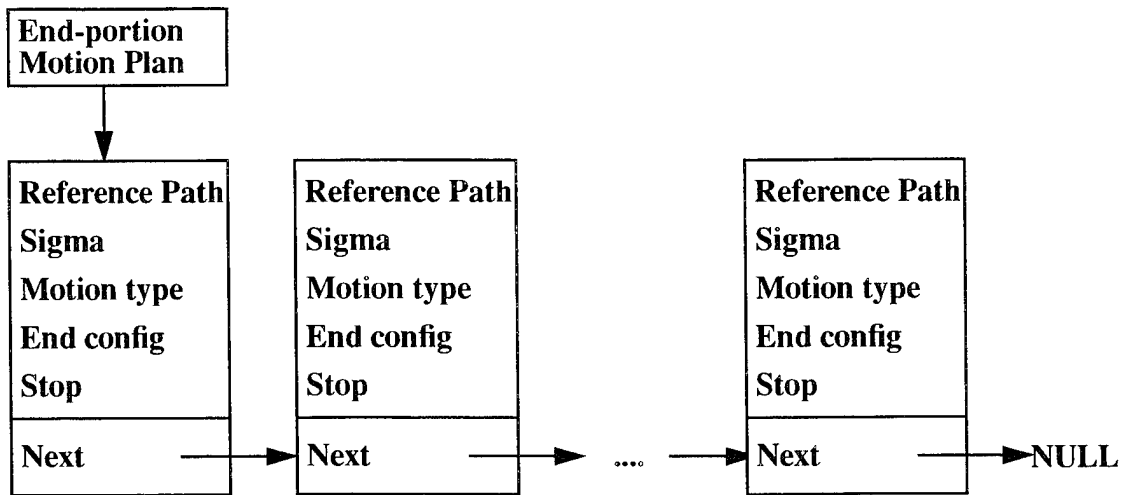 End-portion
Motion Plan
Reference Path
Sigma
Motion type
End config
Stop
Next
Reference Path
Sigma
Motion type
End config
Stop
Next
....
Reference Path
Sigma
Motion type
End config
Stop
Next
NULL